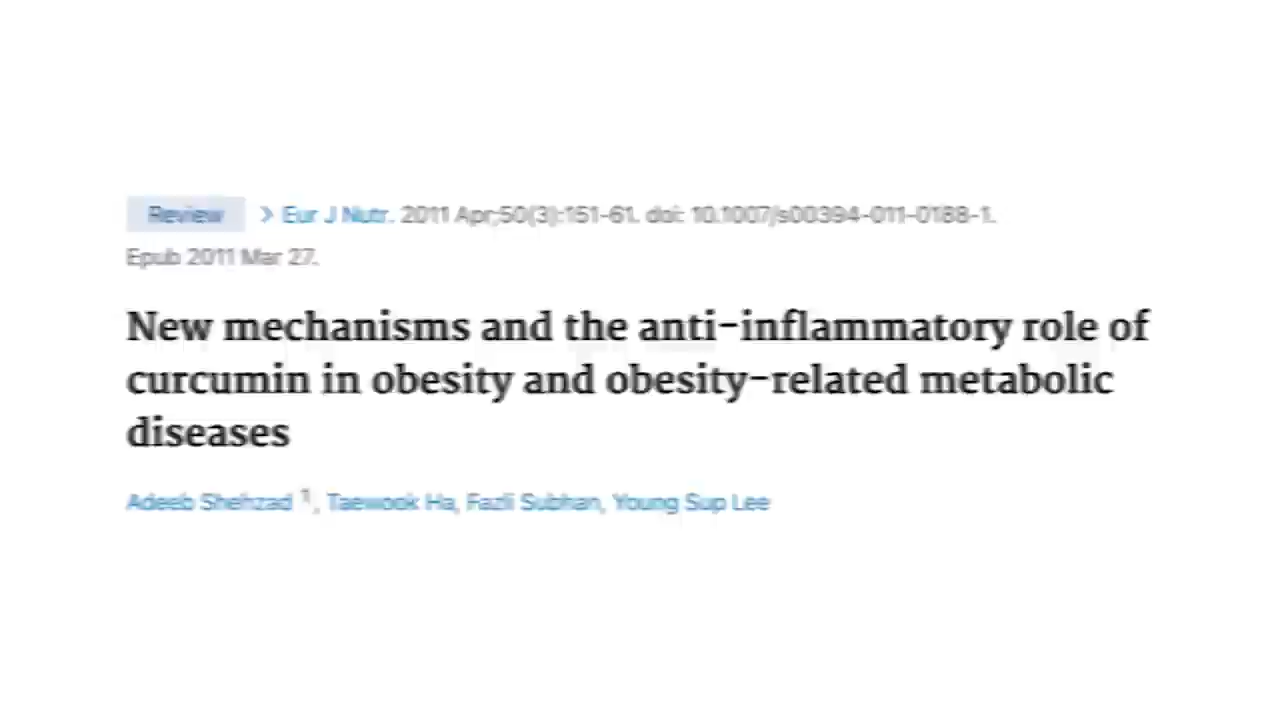 Review > Eur J Nutr. 2011 Apr;50(3):151-61. doi: 10.1007/s00394-011-0188-1.
Epub 2011 Mar 27.
New mechanisms and the anti-inflammatory role of
curcumin in obesity and obesity-related metabolic
diseases
Adeeb Shehzad 1, Taewook Ha, Fazli Subhan, Young Sup Lee